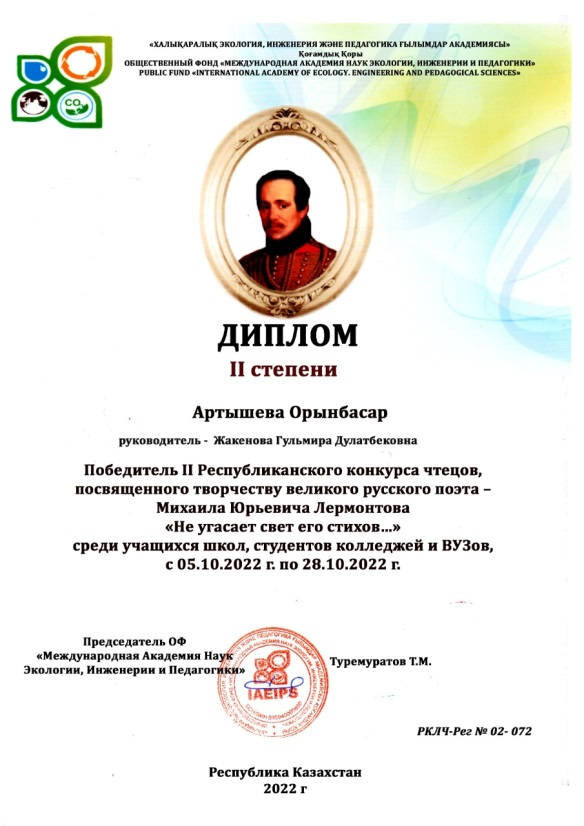 «ХАЛЫҚАРАЛЫҚ ЭКОЛОГИЯ, ИНЖЕНЕРИЯ ЖӘНЕ ПЕДАГОГИКА ҒЫЛЫМДАР АКАДЕМИЯСЫ»
Қоғамдық Қоры
ОБЩЕСТВЕННЫЙ ФОНД «МЕЖДУНАРОДНАЯ АКАДЕМИЯ НАУК ЭКОЛОГИИ, ИНЖЕНЕРИИ И ПЕДАГОГИКИ»
PUBLIC FUND «INTERNATIONAL ACADEMY OF ECOLOGY. ENGINEERING AND PEDAGOGICAL SCIENCES»
CO2
ДИПЛОМ
II степени
Артышева Орынбасар
руководитель - Жакенова Гульмира Дулатбековна
Победитель II Республиканского конкурса чтецов,
посвященного творчеству великого русского поэта –
Михаила Юрьевича Лермонтова
«Не угасает свет его стихов...»
среди учащихся школ, студентов колледжей и ВУЗов,
с 05.10.2022 г. по 28.10.2022 г.
Председатель ОФ
«Международная Академия Наук
Экологии, Инженерии и Педагогики»
IAEIPS
Туремуратов Т.М.
РКЛЧ-Рег № 02- 072
Республика Казахстан
2022 г